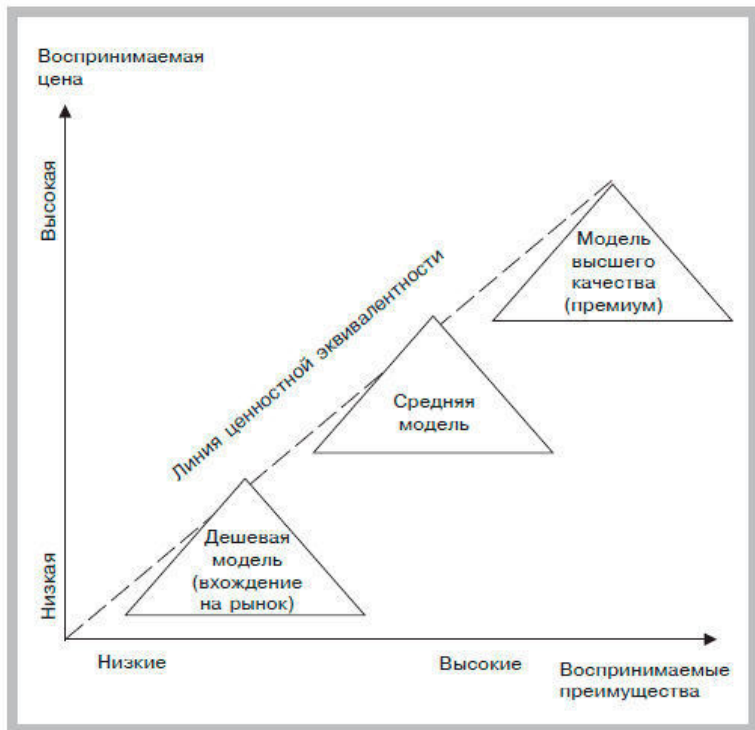 Воспринимаемая
цена
Высокая
Модель
высшего
качества
(премиум)
Линия ценностной эквивалентности
Средняя
модель
Дешевая
модель
(вхождение
на рынок)
Низкая
Низкие
Высокие
Воспринимаемые
преимущества